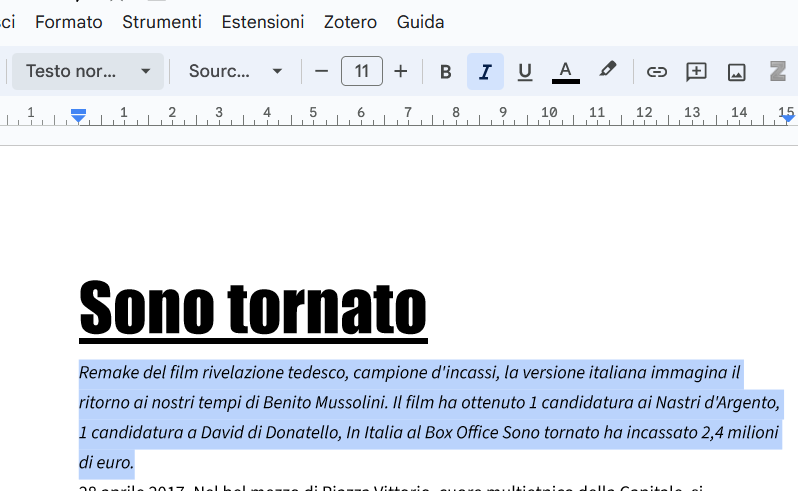 Formato Strumenti Estensioni Zotero Guida
Testo nor... Sourc... 11 B I U A
1 1 2 3 4 5 6 7 8 9 10 11 12 13 14 15
Sono tornato
Remake del film rivelazione tedesco, campione d'incassi, la versione italiana immagina il
ritorno ai nostri tempi di Benito Mussolini. Il film ha ottenuto 1 candidatura ai Nastri d'Argento,
1 candidatura a David di Donatello, In Italia al Box Office Sono tornato ha incassato 2,4 milioni
di euro.
28 aprile 2017. Nel bel mezzo di Piazza Vittorio, cuore multietnico della Capitale, si